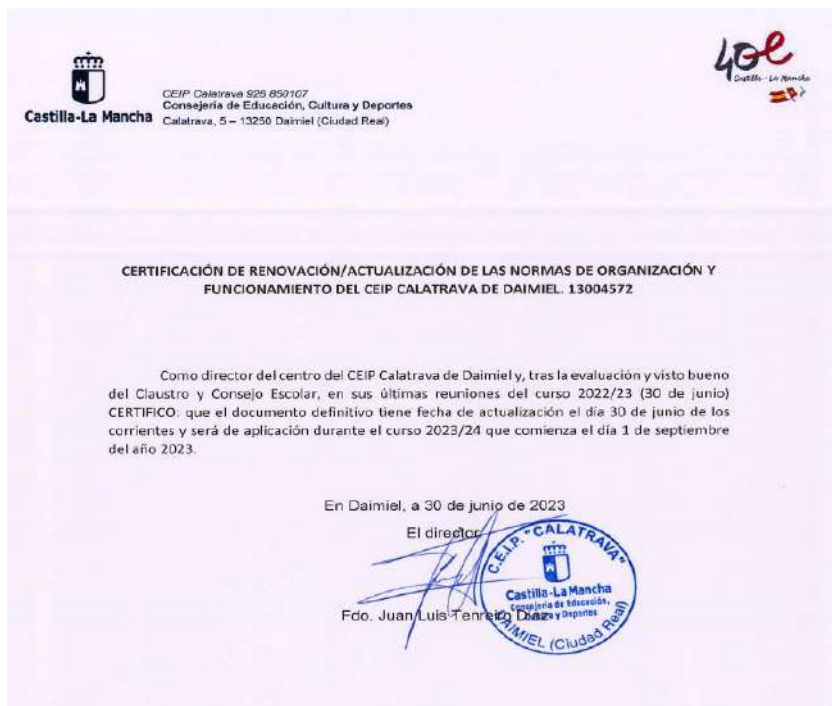 40e
Castilla-La Mancha
Castilla-La Mancha
CEIP Calatrava 926 850107
Consejería de Educación, Cultura y Deportes
Calatrava, 5 – 13250 Daimiel (Ciudad Real)
CERTIFICACIÓN DE RENOVACIÓN/ACTUALIZACIÓN DE LAS NORMAS DE ORGANIZACIÓN Y
FUNCIONAMIENTO DEL CEIP CALATRAVA DE DAIMIEL. 13004572
Como director del centro del CEIP Calatrava de Daimiel y, tras la evaluación y visto bueno
del Claustro y Consejo Escolar, en sus últimas reuniones del curso 2022/23 (30 de junio)
CERTIFICO: que el documento definitivo tiene fecha de actualización el día 30 de junio de los
corrientes y será de aplicación durante el curso 2023/24 que comienza el día 1 de septiembre
del año 2023.
En Daimiel, a 30 de junio de 2023
El director
Fdo. Juan Luis Tenreiro Díaz
C.E.I.P. "CALATRAVA"
Castilla-La Mancha
Consejería de Educación,
Cultura y Deportes
DAIMIEL (Ciudad Real)